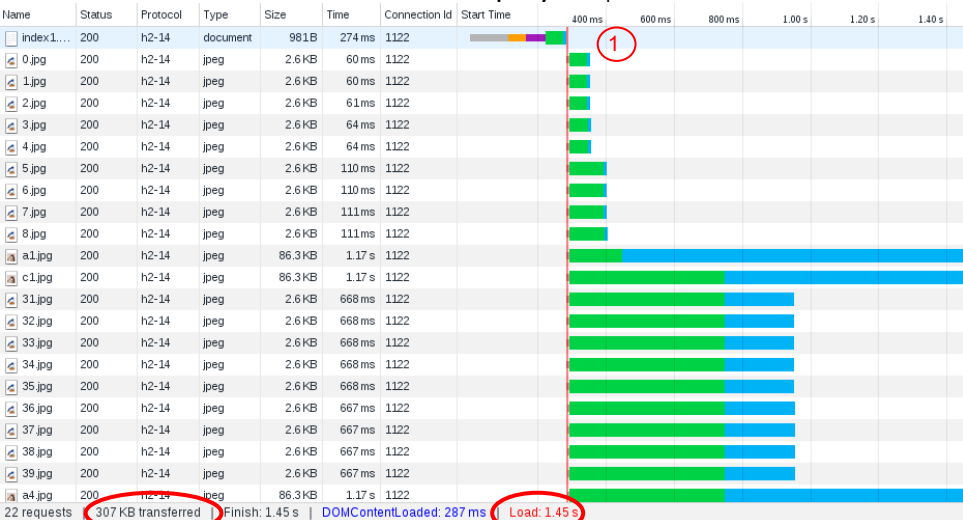 Name Status Protocol Type Size Time Connection Id Start Time 400 ms 600 ms 800 ms 1.00 s 1.20 s 1.40 s
index1.... 200 h2-14 document 981 B 274 ms 1122 1
0.jpg 200 h2-14 jpeg 2.6 KB 60 ms 1122
1.jpg 200 h2-14 jpeg 2.6 KB 60 ms 1122
2.jpg 200 h2-14 jpeg 2.6 KB 61 ms 1122
3.jpg 200 h2-14 jpeg 2.6 KB 64 ms 1122
4.jpg 200 h2-14 jpeg 2.6 KB 64 ms 1122
5.jpg 200 h2-14 jpeg 2.6 KB 110 ms 1122
6.jpg 200 h2-14 jpeg 2.6 KB 110 ms 1122
7.jpg 200 h2-14 jpeg 2.6 KB 111 ms 1122
8.jpg 200 h2-14 jpeg 2.6 KB 111 ms 1122
a1.jpg 200 h2-14 jpeg 86.3 KB 1.17 s 1122
c1.jpg 200 h2-14 jpeg 86.3 KB 1.17 s 1122
31.jpg 200 h2-14 jpeg 2.6 KB 668 ms 1122
32.jpg 200 h2-14 jpeg 2.6 KB 668 ms 1122
33.jpg 200 h2-14 jpeg 2.6 KB 668 ms 1122
34.jpg 200 h2-14 jpeg 2.6 KB 668 ms 1122
35.jpg 200 h2-14 jpeg 2.6 KB 668 ms 1122
36.jpg 200 h2-14 jpeg 2.6 KB 667 ms 1122
37.jpg 200 h2-14 jpeg 2.6 KB 667 ms 1122
38.jpg 200 h2-14 jpeg 2.6 KB 667 ms 1122
39.jpg 200 h2-14 jpeg 2.6 KB 667 ms 1122
a4.jpg 200 h2-14 jpeg 86.3 KB 1.17 s 1122
22 requests | 307 KB transferred | Finish: 1.45 s | DOMContentLoaded: 287 ms | Load: 1.45 s